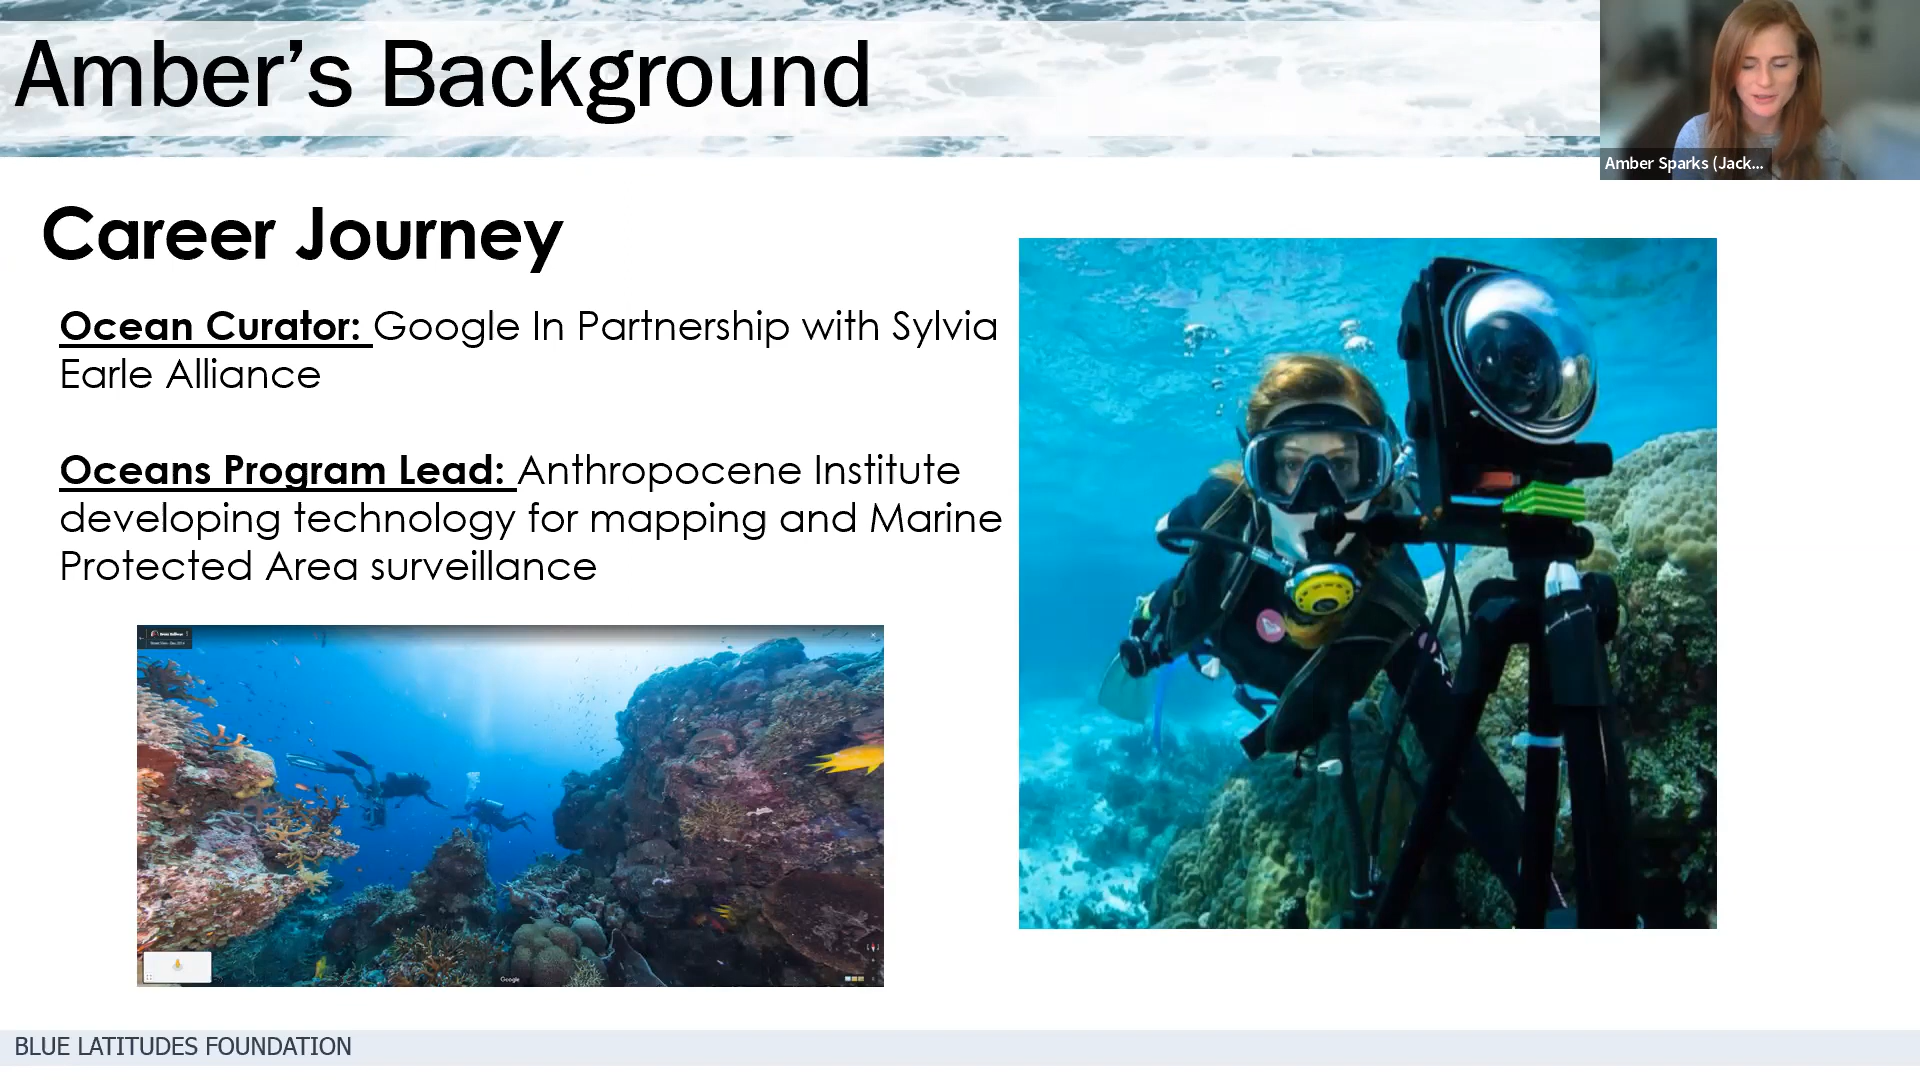 Amber’s Background
Amber Sparks (Jack...
Career Journey
Ocean Curator: Google In Partnership with Sylvia
Earle Alliance
Oceans Program Lead: Anthropocene Institute
developing technology for mapping and Marine
Protected Area surveillance
Google
BLUE LATITUDES FOUNDATION